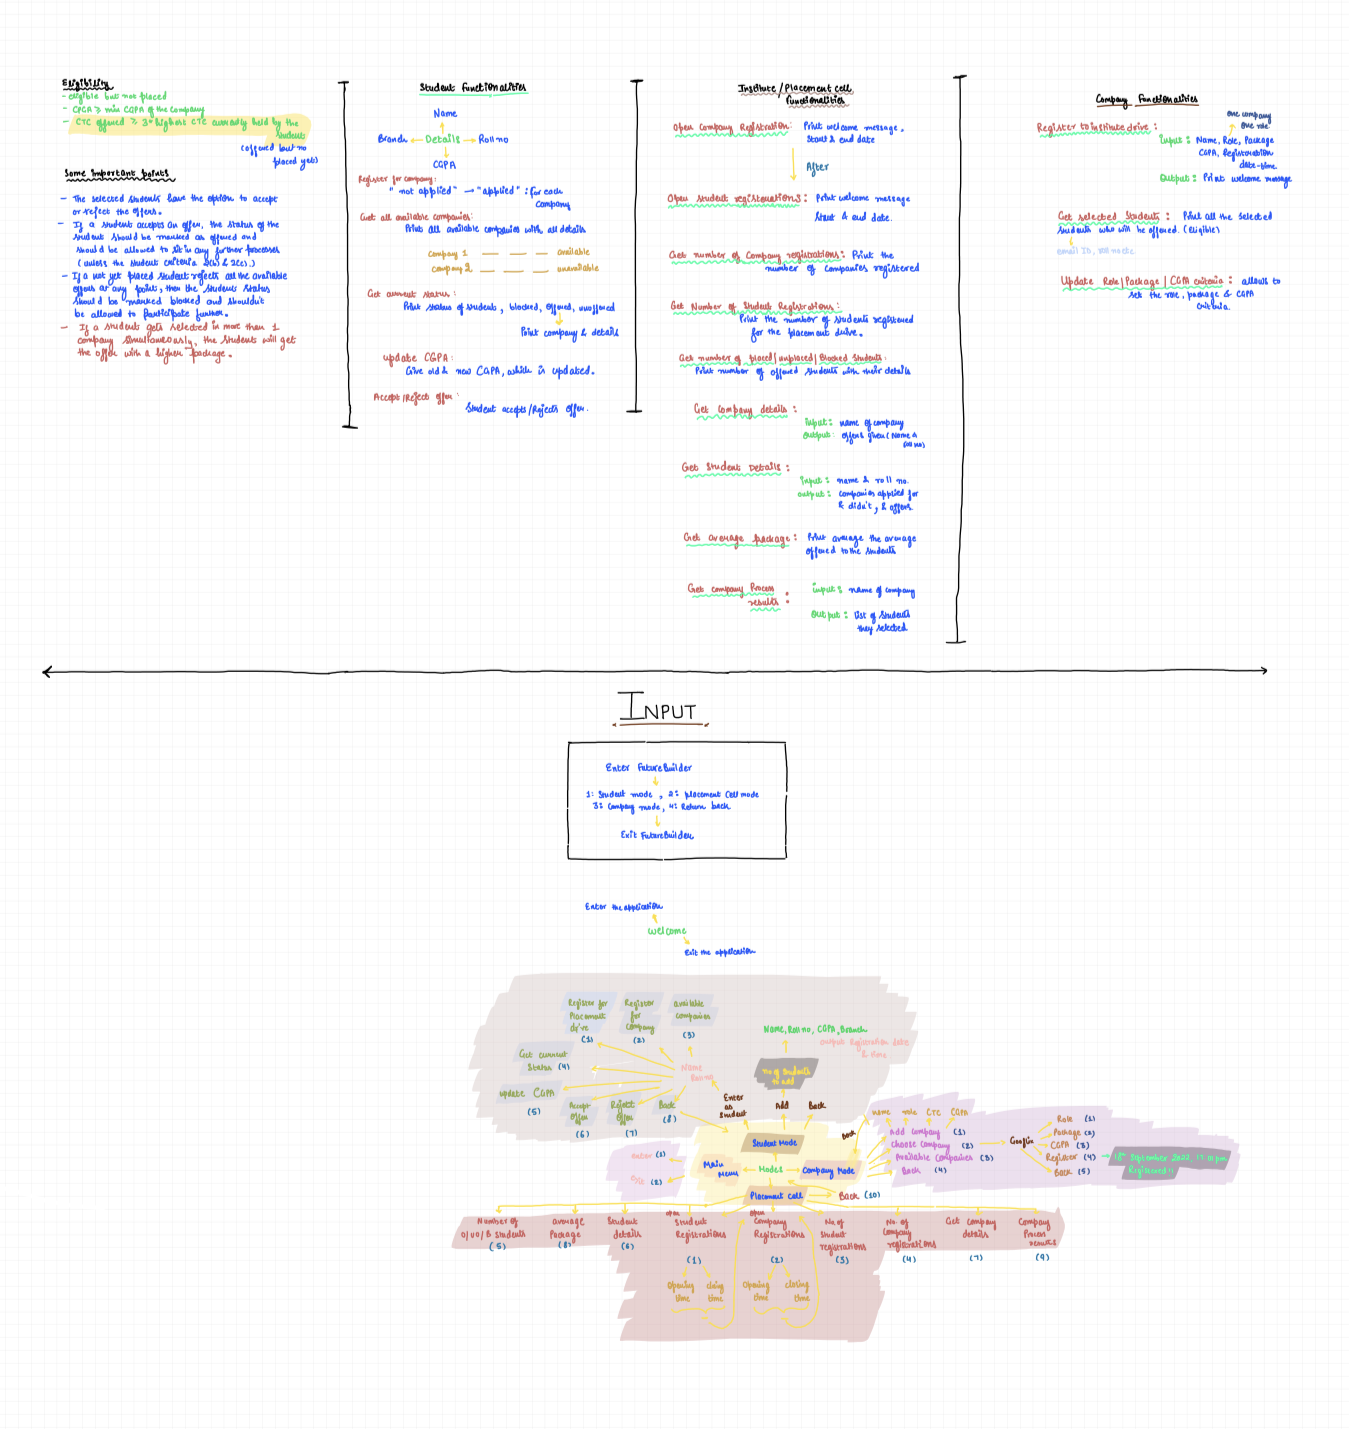 Eligibility
- eligible but not placed
- CPGA ≥ min CGPA of the company
- CTC offered ≥ 3* highest CTC currently held by the
student
(offered but no
placed yet)
Some important points
- The selected students have the option to accept
or reject the offers.
- If a student accepts an offer, the status of the
student should be marked as offered and
should be allowed to sit in any further processes
(unless the student criteria 2(b) & 2(c).)
- If a not yet placed student rejects all the available
offers at any point, then the students status
should be marked blocked and shouldn't
be allowed to participate further.
- If a student gets selected in more than 1
company simultaneously, the student will get
the offer with a higher package.
Student functionalities
Name
Branch ← Details → Roll no
CGPA
Register for company:
"not applied" → "applied" : for each
company
Get all available companies:
Print all available companies with all details
company 1 — — — available
company 2 — — — unavailable
Get current status:
Print status of students, blocked, offered, unoffered
Print company & details
update CGPA:
Give old & new CGPA, which is updated.
Accept/Reject offer:
Student accepts/Rejects offer.
Institute/Placement cell
functionalities
Open Company Registration: Print welcome message.
Start & end date
After
Open student registerations: Print welcome message
Start & end date.
Get number of Company registrations: Print the
number of companies registered
Get Number of Student Registrations:
Print the number of students registered
for the placement drive.
Get number of placed/unplaced/Blocked Students:
Print number of offered students with their details
Get Company details:
input: name of company
output: offers given (Name &
Get Student Details:
input: name & roll no.
output: companies applied for
& didn't, & offers.
Get average package: Print average the average
offered to the students
Get company Process
results:
input: name of company
output: list of students
they selected
Company Functionalities
one company
one role
Register to institute drive:
input: Name, Role, Package
CGPA, Registeration
date-time.
Output: Print welcome message
Get selected Students: Print all the selected
students who will be offered. (eligible)
email ID,
Update Role/Package/CGPA criteria: allows to
set the role, package & CGPA
criteria.
INPUT
Enter FutureBuilder
1: Student mode, 2: placement Cell mode
3: Company mode, 4: Return back
Exit FutureBuilder
Enter the application
Welcome
Exit the application
Register for
Placement
drive
(1)
Register
for
Company
(2)
available
companies
(3)
Get current
Status (4)
update CGPA
(5)
Accept
offer
(6)
Reject
offer
(7)
Back
(8)
Name
Roll no
Enter
as
student
Name, Roll no, CGPA, Branch
output Registration date
& time
no of students
to add
Add
Back
Student Mode
enter (1)
exit (2)
Main
Menu
Modes
Company Mode
Back
name role CTC CGPA
Add company (1)
choose company (2)
Available Companies (3)
Back (4)
Google
Role (1)
Package (2)
CGPA (3)
Register (4)
Back (5)
18th September 2022, 11:01 pm
Registered !!
Placement cell
Back (10)
Number of
O/UO/B students
(5)
average
Package
(8)
Student
details
(6)
open
Student
Registrations
(1)
open
Company
Registrations
(2)
No. of
Student
registrations
(3)
No. of
Company
registrations
(4)
Get company
details
(7)
Company
Process
(9)
Opening
time
closing
time
Opening
time
closing
time